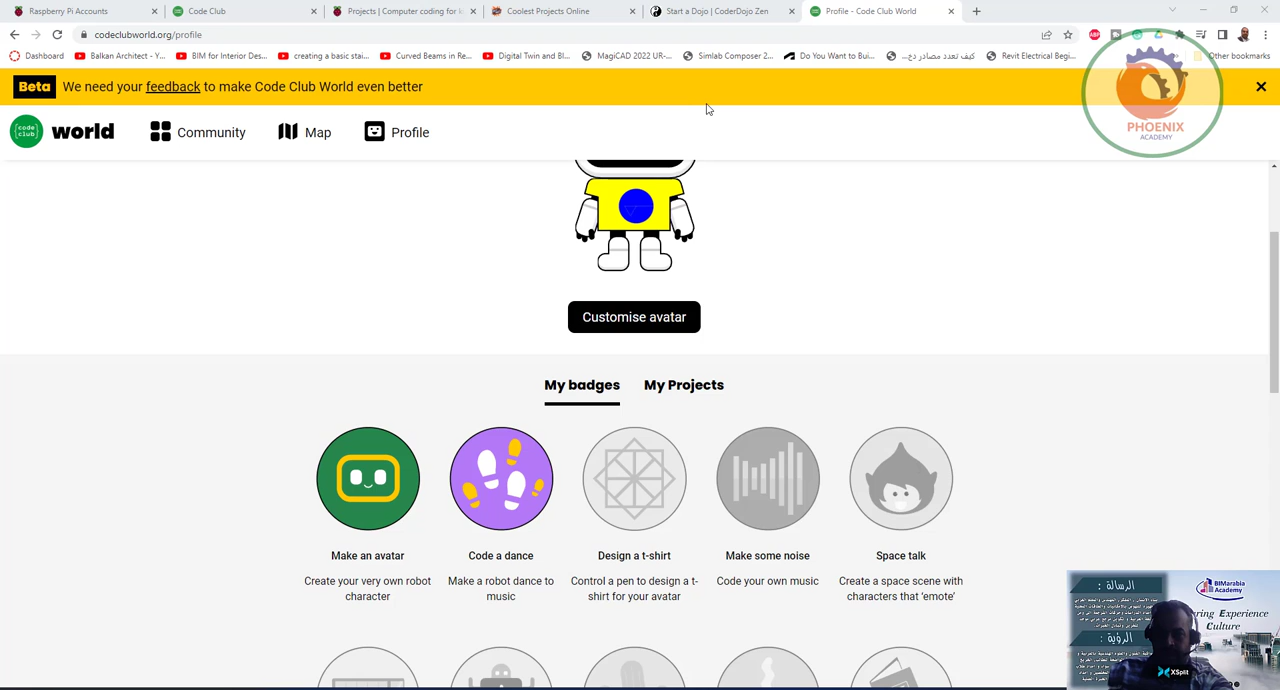 Raspberry Pi Accounts
Code Club
Projects | Computer coding for k
Coolest Projects Online
Start a Dojo | CoderDojo Zen
Profile - Code Club World
codeclubworld.org/profile
Dashboard
Balkan Architect - Y...
BIM for Interior Des...
creating a basic stai...
Curved Beams in Re...
Digital Twin and Bl...
MagiCAD 2022 UR-...
Simlab Composer 2...
Do You Want to Bui...
كيف تعدد مصادر دخ...
Revit Electrical Begi...
Other bookmarks
Beta We need your feedback to make Code Club World even better
code club
world
Community
Map
Profile
PHOENIX
ACADEMY
Customise avatar
My badges
My Projects
Make an avatar
Create your very own robot
character
Code a dance
Make a robot dance to
music
Design a t-shirt
Control a pen to design a t-
shirt for your avatar
Make some noise
Code your own music
Space talk
Create a space scene with
characters that ‘emote’
الرسالة :
BIMarabia
Academy
Experience
Culture
الرؤية :
XSplit